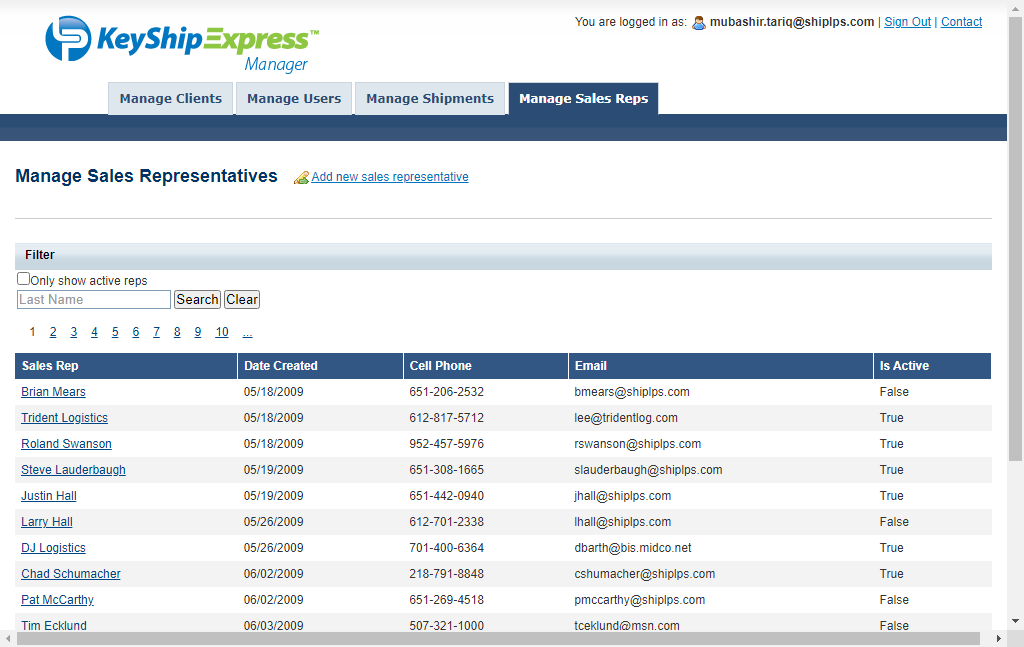 You are logged in as: mubashir.tariq@shiplps.com | Sign Out | Contact
KeyShipExpress™
Manager
Manage Clients Manage Users Manage Shipments Manage Sales Reps
Manage Sales Representatives Add new sales representative
Filter
Only show active reps
Last Name Search Clear
1 2 3 4 5 6 7 8 9 10 ...
Sales Rep Date Created Cell Phone Email Is Active
Brian Mears 05/18/2009 651-206-2532 bmears@shiplps.com False
Trident Logistics 05/18/2009 612-817-5712 lee@tridentlog.com True
Roland Swanson 05/18/2009 952-457-5976 rswanson@shiplps.com True
Steve Lauderbaugh 05/19/2009 651-308-1665 slauderbaugh@shiplps.com True
Justin Hall 05/19/2009 651-442-0940 jhall@shiplps.com True
Larry Hall 05/26/2009 612-701-2338 lhall@shiplps.com False
DJ Logistics 05/26/2009 701-400-6364 dbarth@bis.midco.net True
Chad Schumacher 06/02/2009 218-791-8848 cshumacher@shiplps.com True
Pat McCarthy 06/02/2009 651-269-4518 pmccarthy@shiplps.com False
Tim Ecklund 06/03/2009 507-321-1000 tceklund@msn.com False